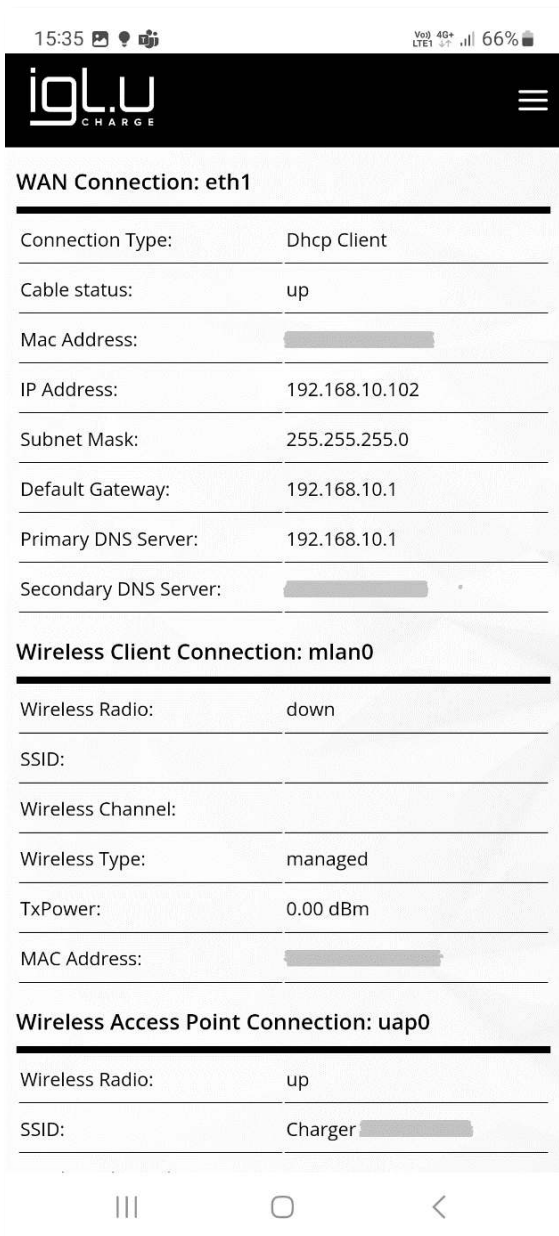 15:35
Vo)) LTE1 4G+ 66%
igl.u
CHARGE
WAN Connection: eth1
Connection Type: Dhcp Client
Cable status: up
Mac Address:
IP Address: 192.168.10.102
Subnet Mask: 255.255.255.0
Default Gateway: 192.168.10.1
Primary DNS Server: 192.168.10.1
Secondary DNS Server:
Wireless Client Connection: mlan0
Wireless Radio: down
SSID:
Wireless Channel:
Wireless Type: managed
TxPower: 0.00 dBm
MAC Address:
Wireless Access Point Connection: uap0
Wireless Radio: up
SSID: Charger